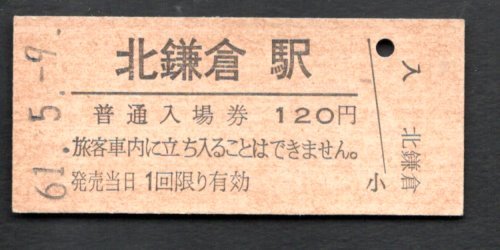 61.5.-9.
北鎌倉駅
普通入場券 120円
・旅客車内に立ち入ることはできません。
発売当日1回限り有効
入
小
北鎌倉